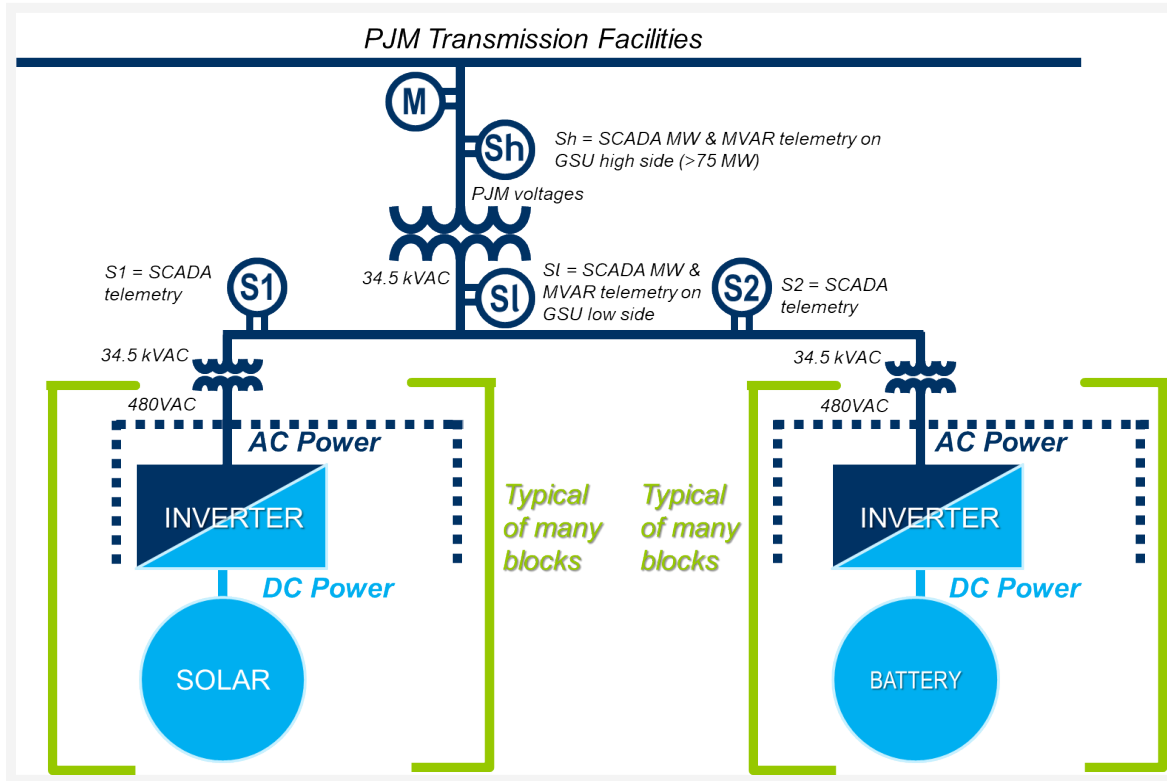 PJM Transmission Facilities
M
Sh
Sh = SCADA MW & MVAR telemetry on
GSU high side (>75 MW)
PJM voltages
34.5 kVAC
S1 = SCADA
telemetry
S1
Sl
Sl = SCADA MW &
MVAR telemetry on
GSU low side
S2
S2 = SCADA
telemetry
34.5 kVAC
480VAC
AC Power
INVERTER
DC Power
SOLAR
Typical
of many
blocks
Typical
of many
blocks
34.5 kVAC
480VAC
AC Power
INVERTER
DC Power
BATTERY